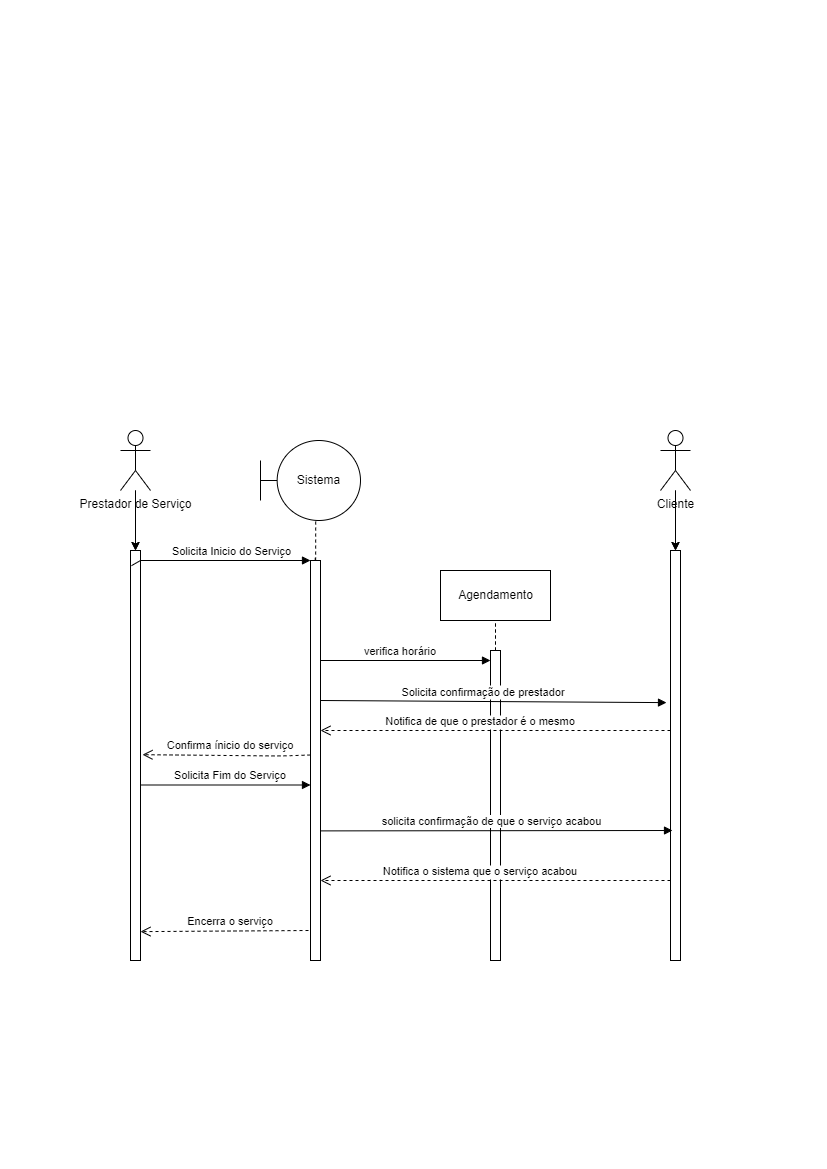 Sistema
Prestador de Serviço
Cliente
Solicita Inicio do Serviço
Agendamento
verifica horário
Solicita confirmação de prestador
Notifica de que o prestador é o mesmo
Confirma ínicio do serviço
Solicita Fim do Serviço
solicita confirmação de que o serviço acabou
Notifica o sistema que o serviço acabou
Encerra o serviço